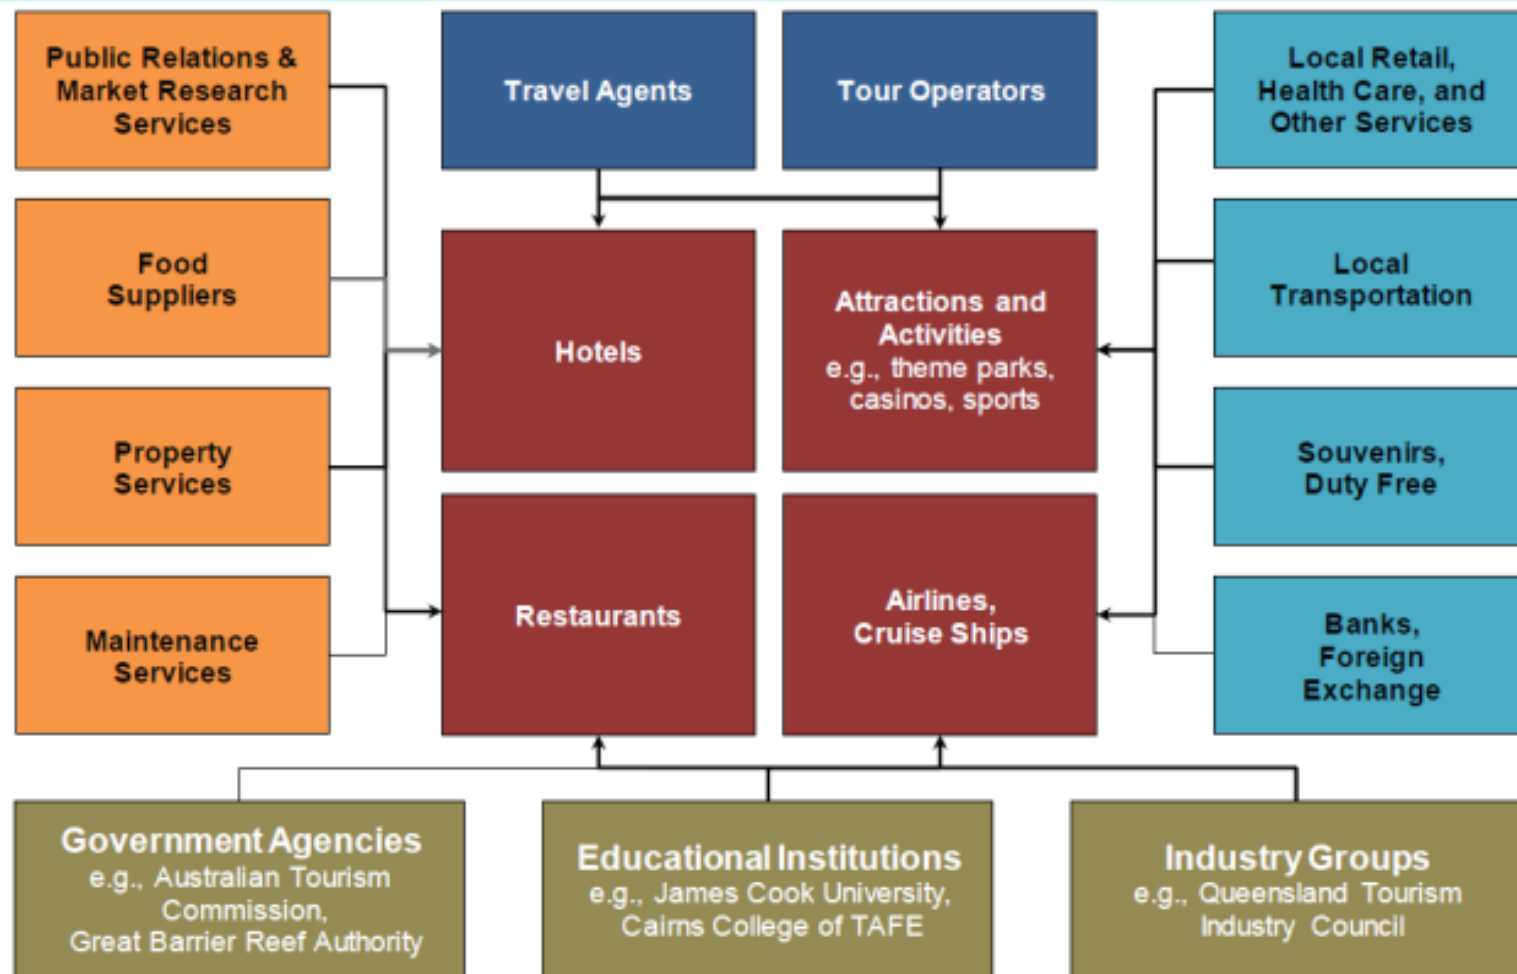 Public Relations &
Market Research
Services
Travel Agents
Tour Operators
Local Retail,
Health Care, and
Other Services
Food
Suppliers
Hotels
Attractions and
Activities
e.g., theme parks,
casinos, sports
Local
Transportation
Property
Services
Souvenirs,
Duty Free
Maintenance
Services
Restaurants
Airlines,
Cruise Ships
Banks,
Foreign
Exchange
Government Agencies
e.g., Australian Tourism
Commission,
Great Barrier Reef Authority
Educational Institutions
e.g., James Cook University,
Cairns College of TAFE
Industry Groups
e.g., Queensland Tourism
Industry Council